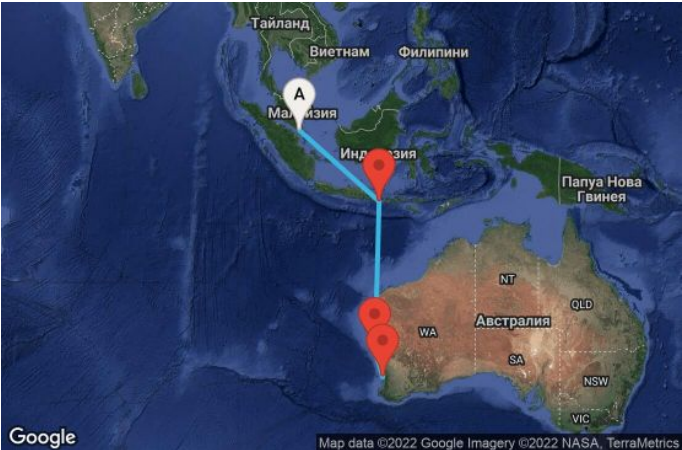 Тайланд
Виетнам
Филипини
A
Малайзия
Индонезия
Папуа Нова
Гвинея
NT
QLD
WA
Австралия
SA
NSW
VIC
Google
Map data ©2022 Google Imagery ©2022 NASA, TerraMetrics